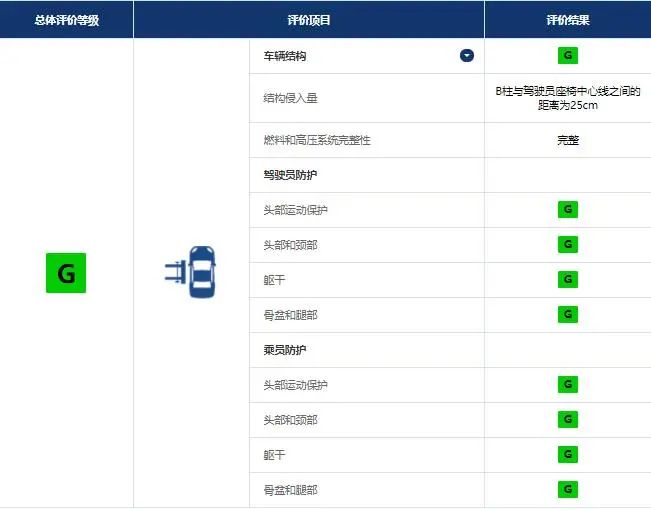 总体评价等级 评价项目 评价结果
车辆结构 G
结构侵入量 B柱与驾驶员座椅中心线之间的
距离为25cm
燃料和高压系统完整性 完整
驾驶员防护
头部运动保护 G
头部和颈部 G
G
躯干 G
骨盆和腿部 G
乘员防护
头部运动保护 G
头部和颈部 G
躯干 G
骨盆和腿部 G